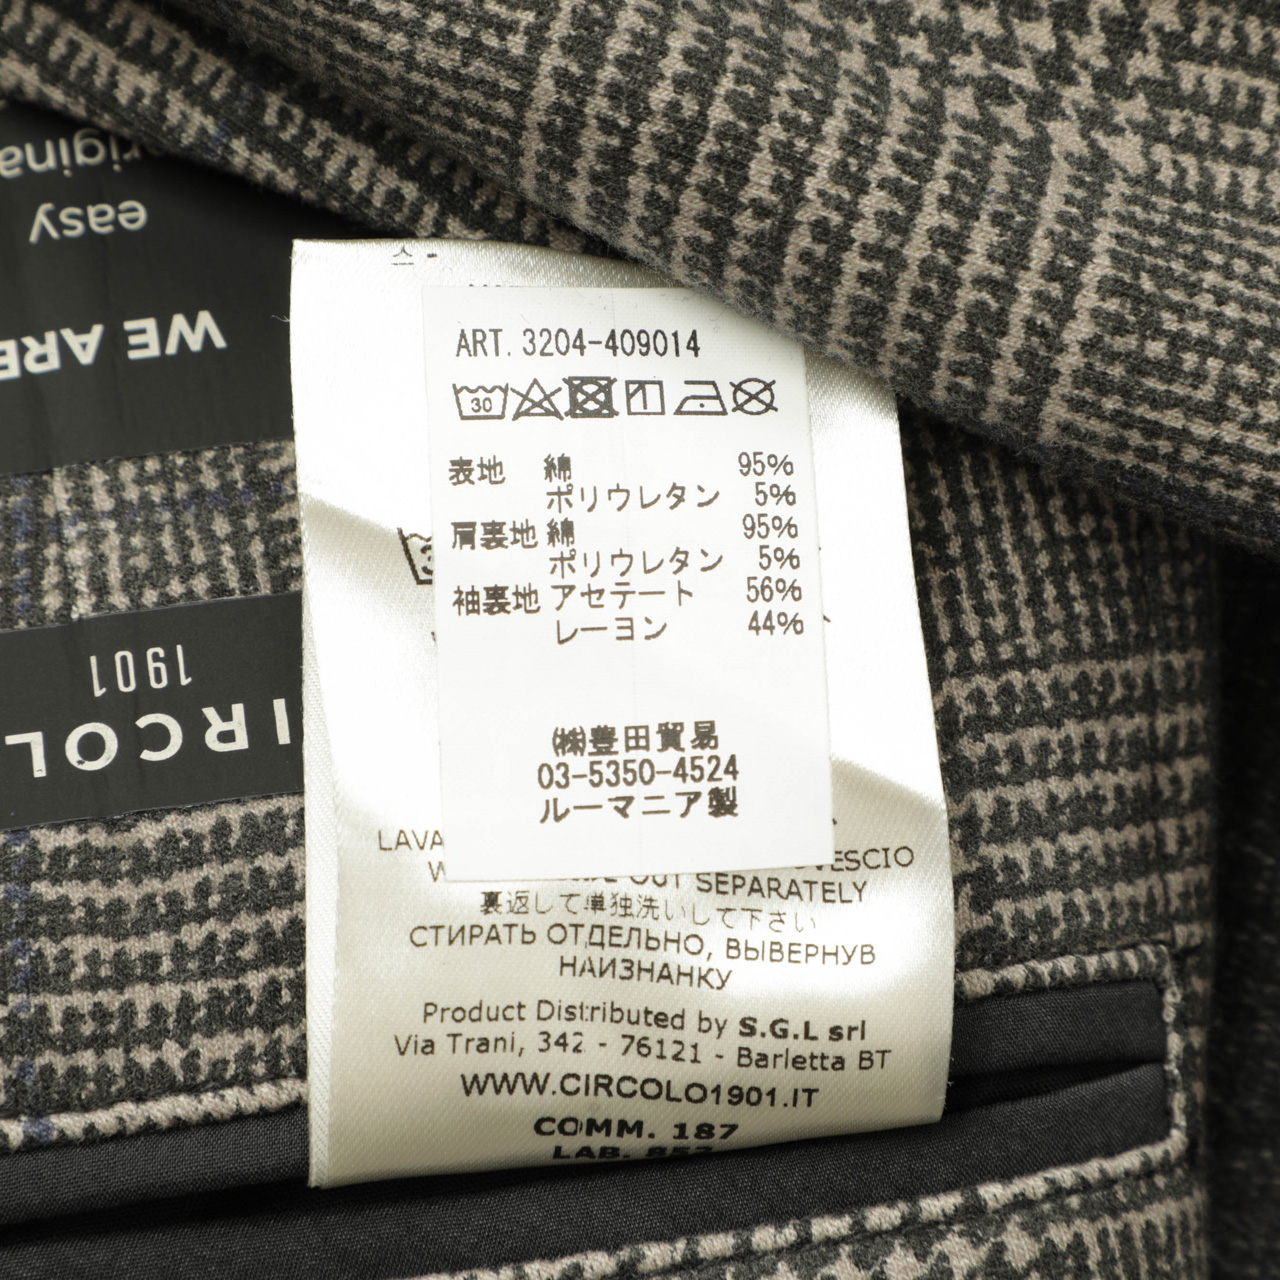 easy
WE ARE
1901
ART. 3204-409014
30
表地 綿 95%
ポリウレタン 5%
肩裏地 綿 95%
ポリウレタン 5%
袖裏地 アセテート 56%
レーヨン 44%
㈱豊田貿易
03-5350-4524
ルーマニア製
OUT SEPARATELY
裏返して単独洗いして下さい
СТИРАТЬ ОТДЕЛЬНО, ВЫВЕРНУВ
НАИЗНАНКУ
Product Distributed by S.G.L srl
Via Trani, 342 - 76121 - Barletta BT
WWW.CIRCOLO1901.IT
COMM. 187
LAB. 853